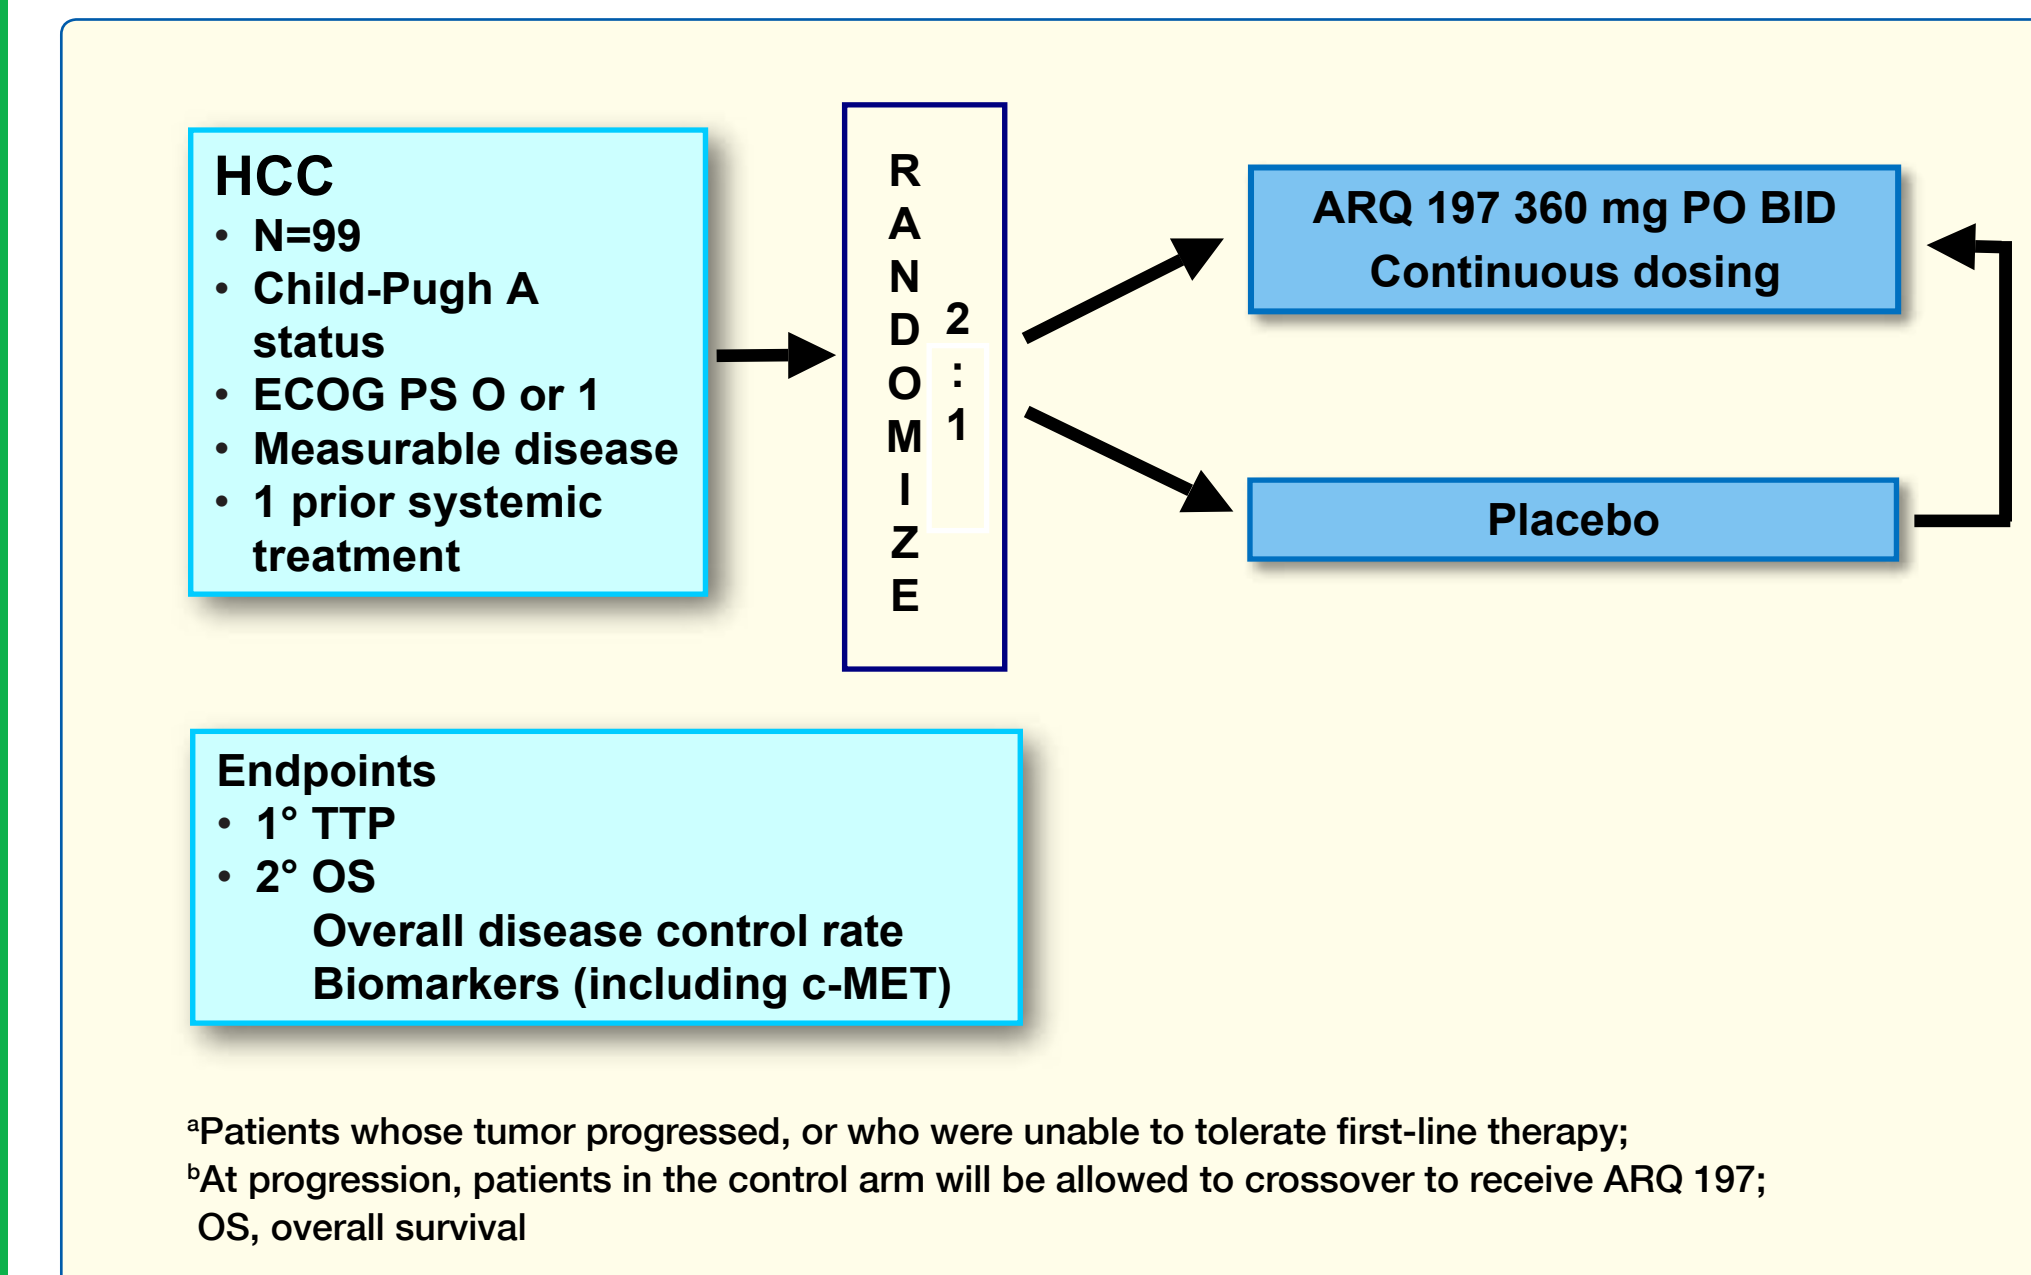 HCC
• N=99
• Child-Pugh A
status
• ECOG PS O or 1
• Measurable disease
• 1 prior systemic
treatment
RANDOMIZE
2:1
ARQ 197 360 mg PO BID
Continuous dosing
Placebo
Endpoints
• 1° TTP
• 2° OS
Overall disease control rate
Biomarkers (including c-MET)
ᵃPatients whose tumor progressed, or who were unable to tolerate first-line therapy;
ᵇAt progression, patients in the control arm will be allowed to crossover to receive ARQ 197;
OS, overall survival